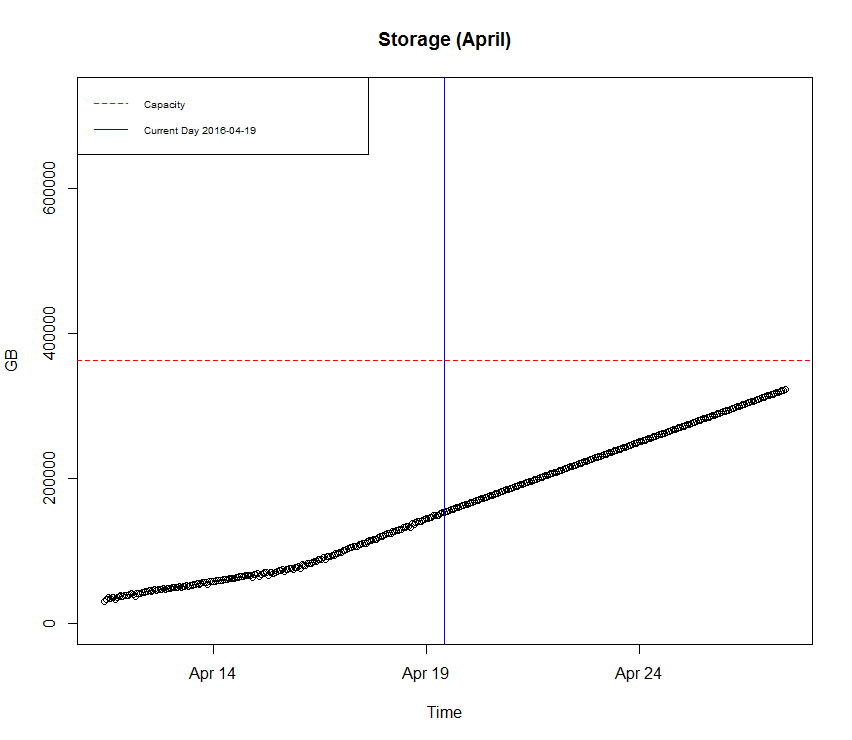 Storage (April)
Capacity
Current Day 2016-04-19
600000
400000
200000
0
GB
Apr 14
Apr 19
Apr 24
Time